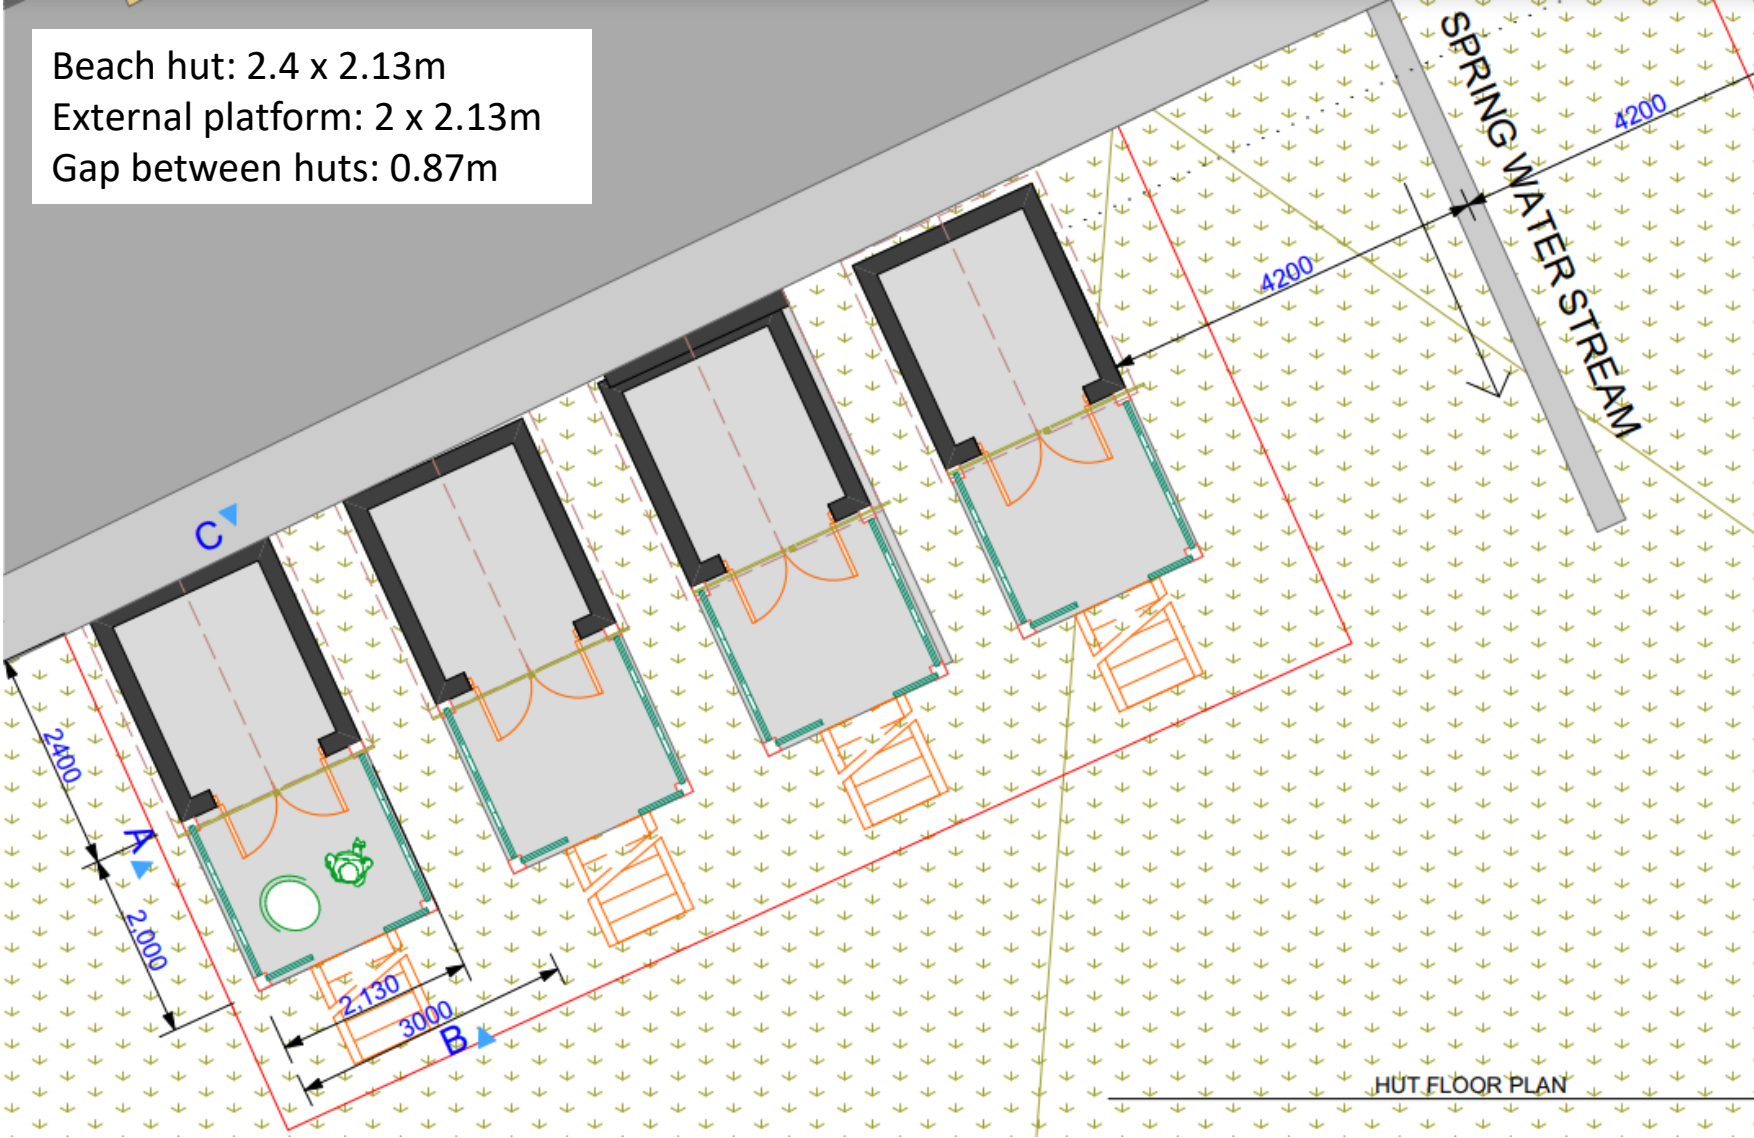 Beach hut: 2.4 x 2.13m
External platform: 2 x 2.13m
Gap between huts: 0.87m
SPRING WATER STREAM
4200
4200
C
2400
A
2,000
2,130
3000
B
HUT FLOOR PLAN